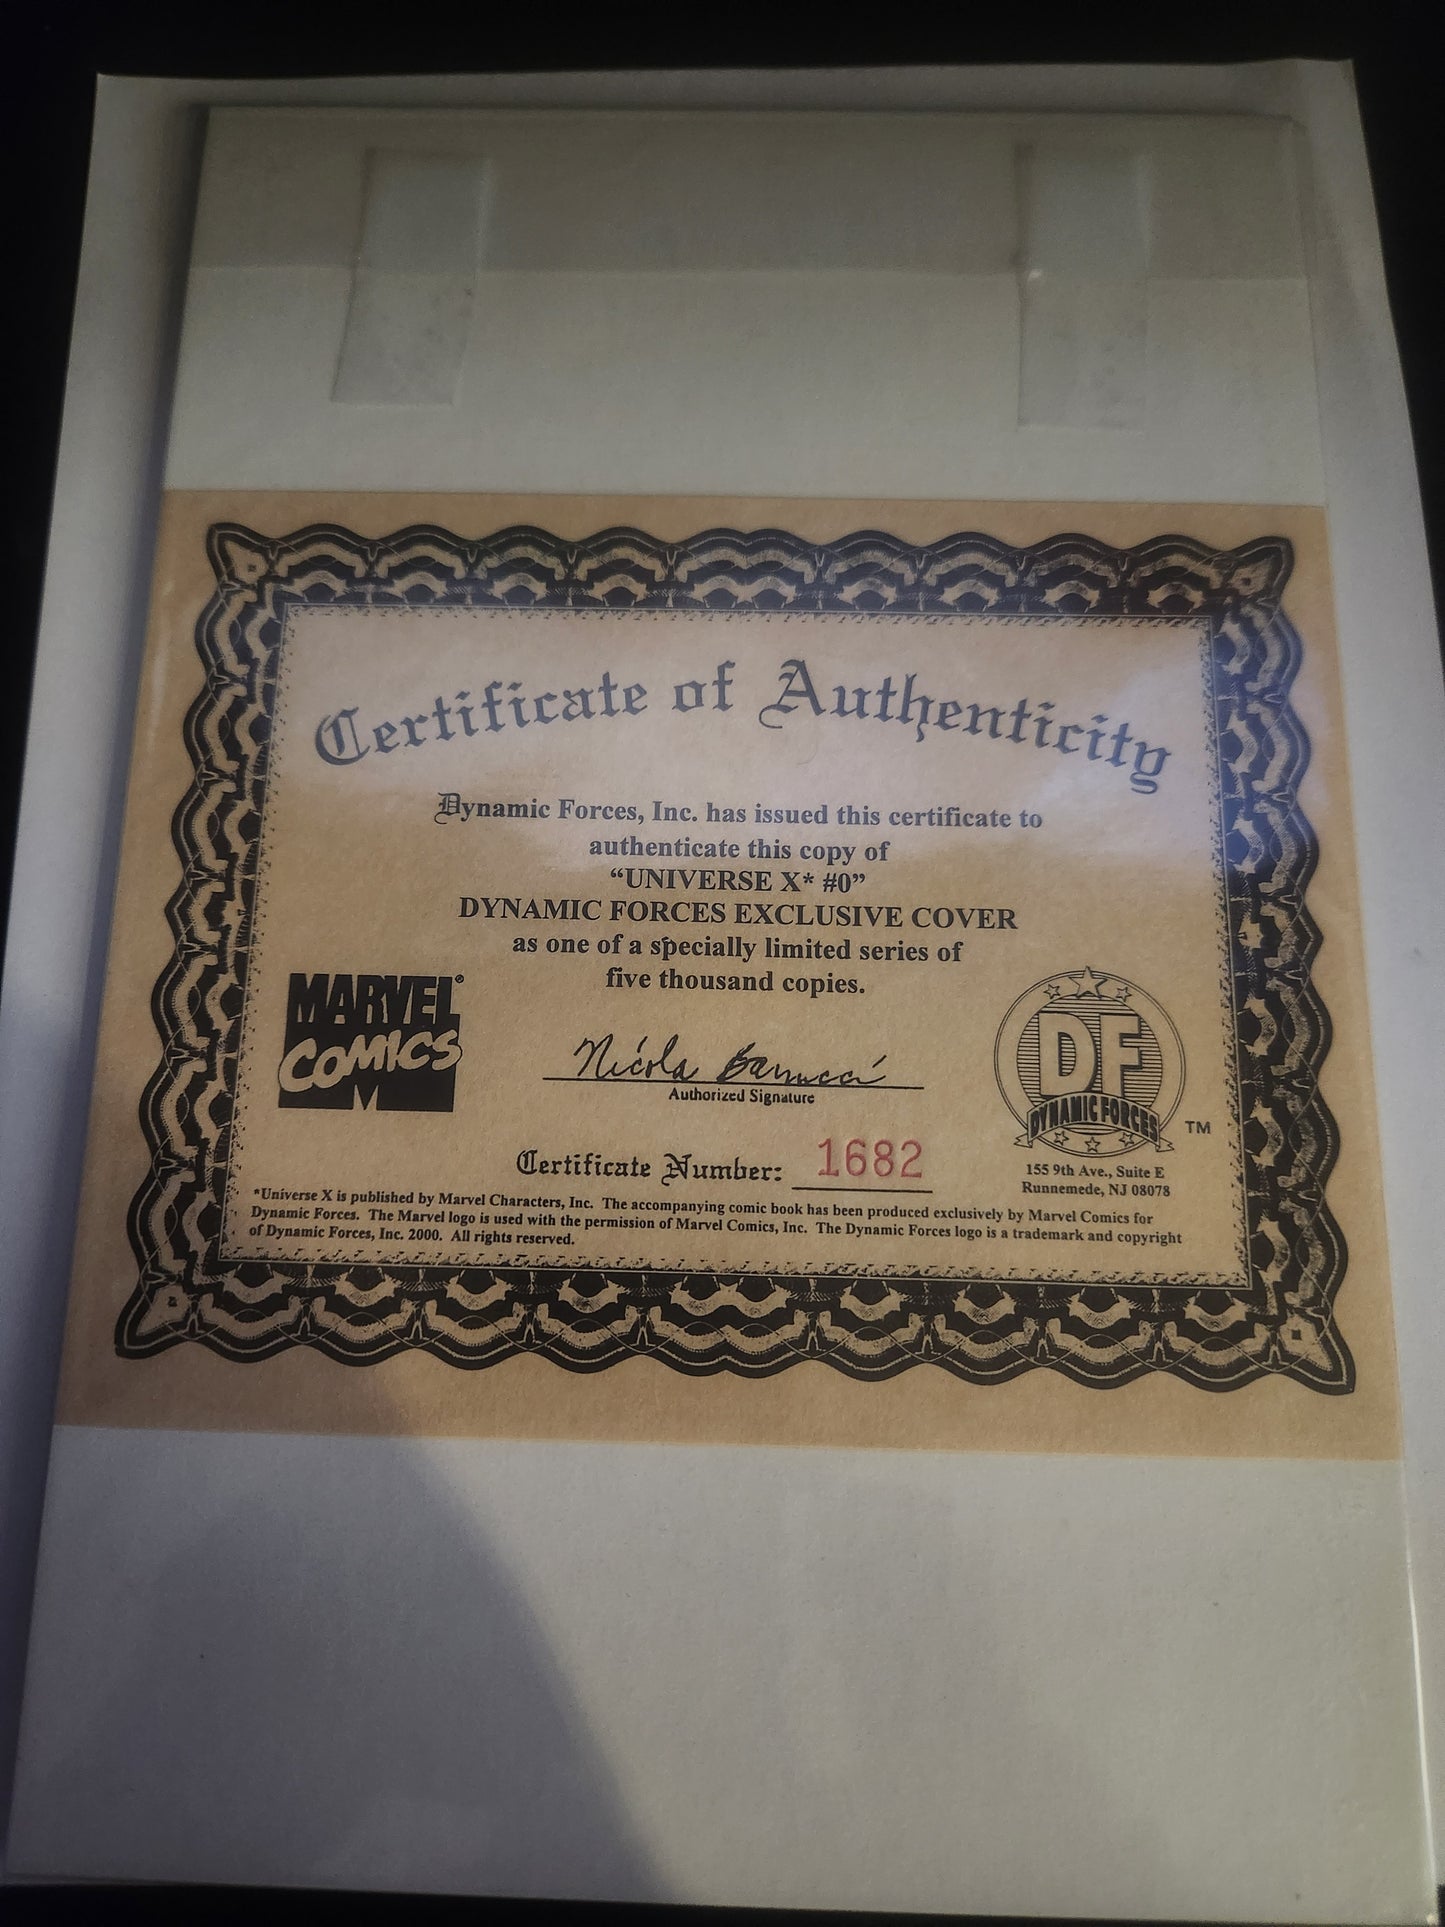 Certificate of Authenticity
Dynamic Forces, Inc. has issued this certificate to
authenticate this copy of
“UNIVERSE X* #0”
DYNAMIC FORCES EXCLUSIVE COVER
as one of a specially limited series of
five thousand copies.
MARVEL®
COMICS
Nicola Barrucci
Authorized Signature
DF
DYNAMIC FORCES
TM
155 9th Ave., Suite E
Runnemede, NJ 08078
Certificate Number: 1682
*Universe X is published by Marvel Characters, Inc. The accompanying comic book has been produced exclusively by Marvel Comics for
Dynamic Forces. The Marvel logo is used with the permission of Marvel Comics, Inc. The Dynamic Forces logo is a trademark and copyright
of Dynamic Forces, Inc. 2000. All rights reserved.